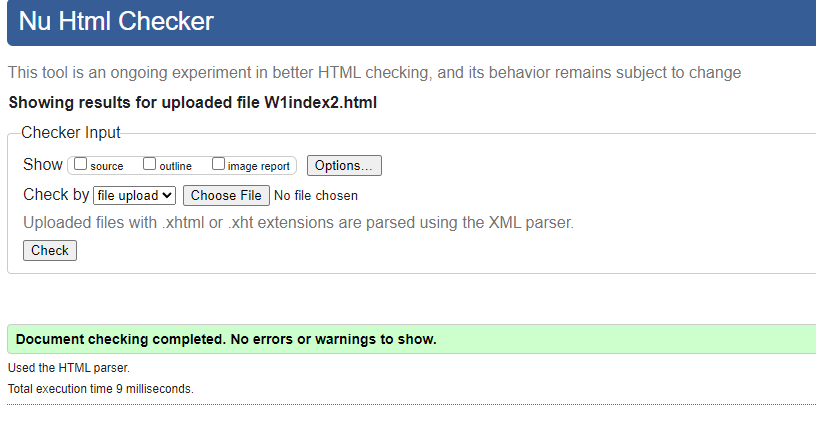 Nu Html Checker
This tool is an ongoing experiment in better HTML checking, and its behavior remains subject to change
Showing results for uploaded file W1index2.html
Checker Input
Show source outline image report Options...
Check by file upload Choose File No file chosen
Uploaded files with .xhtml or .xht extensions are parsed using the XML parser.
Check
Document checking completed. No errors or warnings to show.
Used the HTML parser.
Total execution time 9 milliseconds.